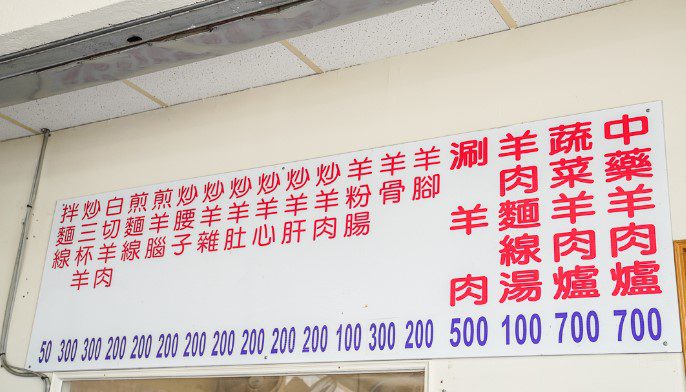 中藥羊肉爐 700
蔬菜羊肉爐 700
羊肉麵線湯 100
涮羊肉 500
羊腳 200
羊骨 300
羊粉腸 100
炒羊肉 200
炒羊肝 200
炒羊心 200
炒羊肚 200
炒羊雜 200
炒腰子 200
煎羊腦 200
煎麵線 200
白切羊肉 300
炒三杯羊 300
拌麵線 50